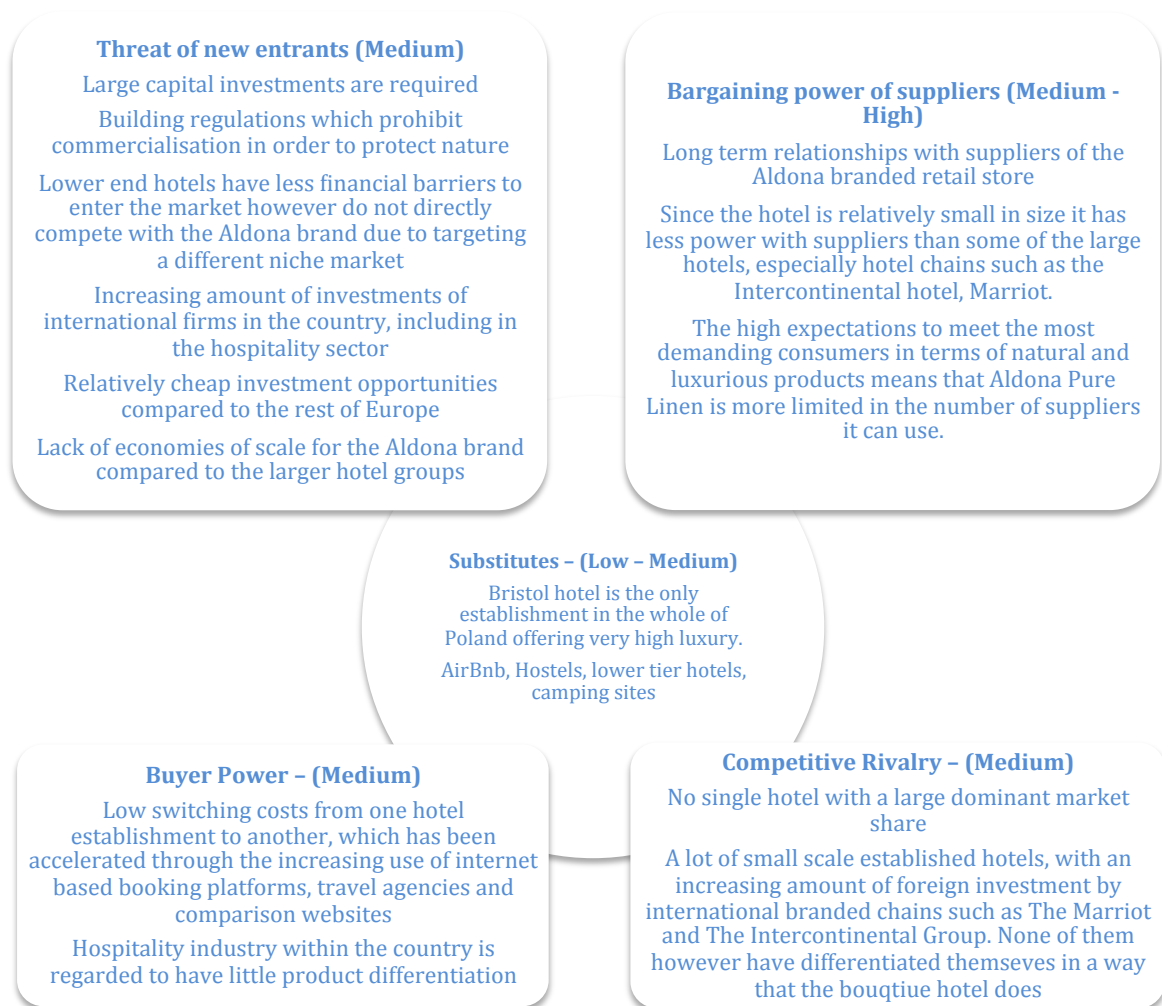 Threat of new entrants (Medium)
Large capital investments are required
Building regulations which prohibit
commercialisation in order to protect nature
Lower end hotels have less financial barriers to
enter the market however do not directly
compete with the Aldona brand due to targeting
a different niche market
Increasing amount of investments of
international firms in the country, including in
the hospitality sector
Relatively cheap investment opportunities
compared to the rest of Europe
Lack of economies of scale for the Aldona brand
compared to the larger hotel groups
Bargaining power of suppliers (Medium -
High)
Long term relationships with suppliers of the
Aldona branded retail store
Since the hotel is relatively small in size it has
less power with suppliers than some of the large
hotels, especially hotel chains such as the
Intercontinental hotel, Marriot.
The high expectations to meet the most
demanding consumers in terms of natural and
luxurious products means that Aldona Pure
Linen is more limited in the number of suppliers
it can use.
Substitutes – (Low – Medium)
Bristol hotel is the only
establishment in the whole of
Poland offering very high luxury.
AirBnb, Hostels, lower tier hotels,
camping sites
Buyer Power – (Medium)
Low switching costs from one hotel
establishment to another, which has been
accelerated through the increasing use of internet
based booking platforms, travel agencies and
comparison websites
Hospitality industry within the country is
regarded to have little product differentiation
Competitive Rivalry – (Medium)
No single hotel with a large dominant market
share
A lot of small scale established hotels, with an
increasing amount of foreign investment by
international branded chains such as The Marriot
and The Intercontinental Group. None of them
however have differentiated themseves in a way
that the bouqtiue hotel does